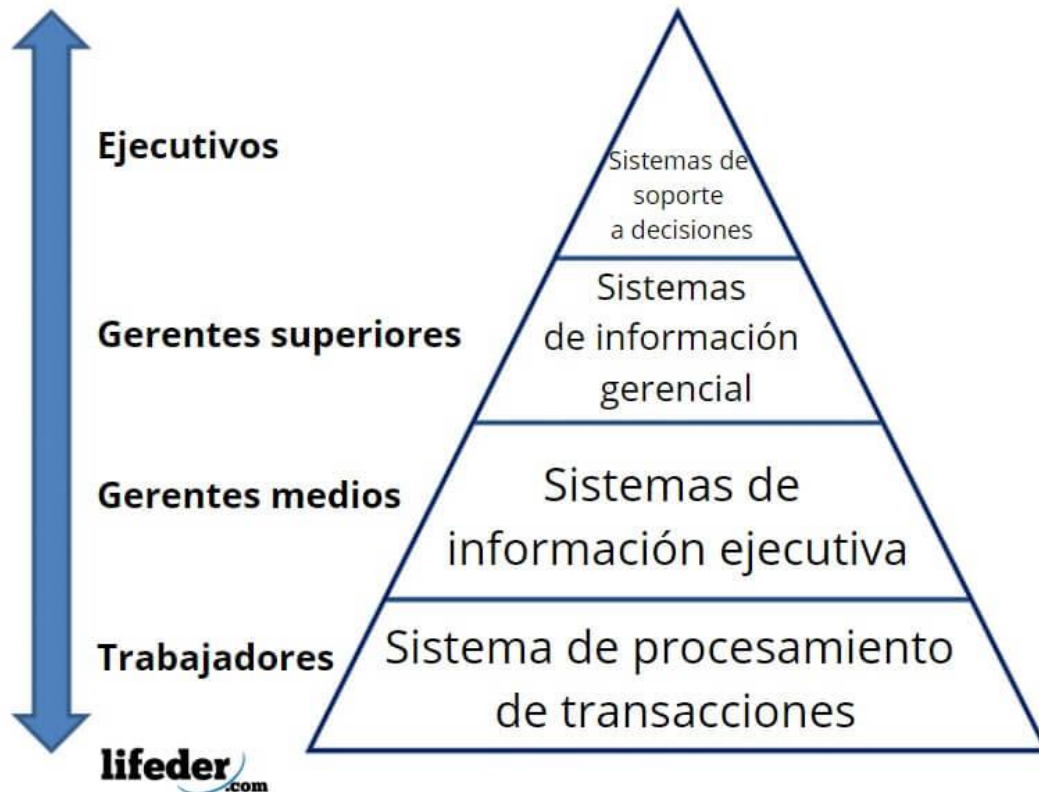 Ejecutivos
Sistemas de
soporte
a decisiones
Gerentes superiores
Sistemas
de información
gerencial
Gerentes medios
Sistemas de
información ejecutiva
Trabajadores
Sistema de procesamiento
de transacciones
lifeder
.com